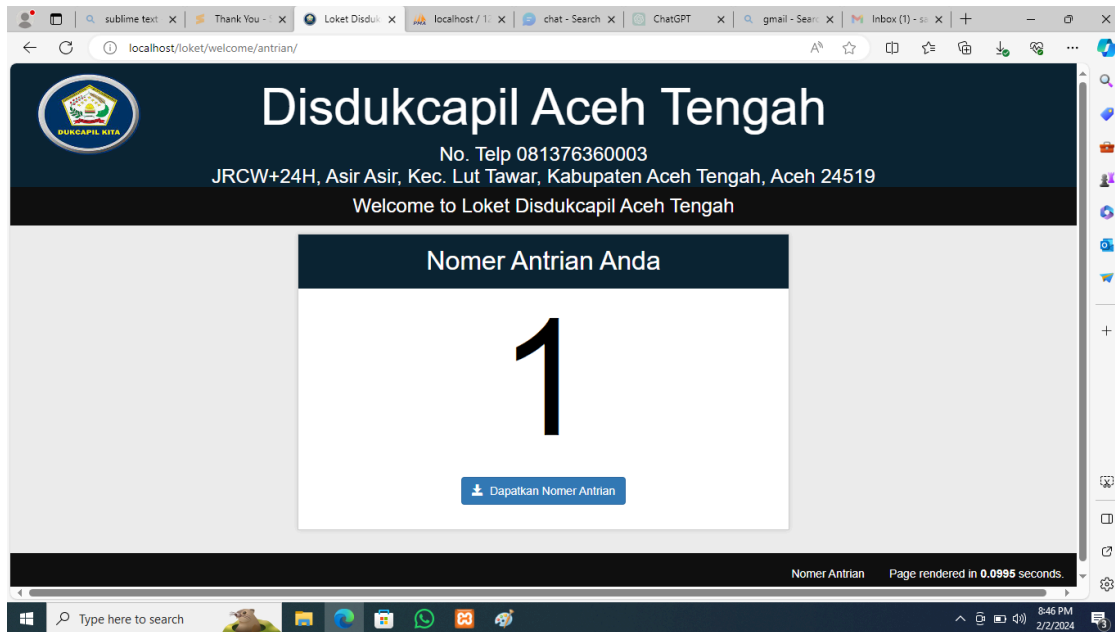 sublime text
Thank You -
Loket Disduk
localhost / 1
chat - Search
ChatGPT
gmail - Sear
Inbox (1) - sa
localhost/loket/welcome/antrian/
DUKCAPIL KITA
Disdukcapil Aceh Tengah
No. Telp 081376360003
JRCW+24H, Asir Asir, Kec. Lut Tawar, Kabupaten Aceh Tengah, Aceh 24519
Welcome to Loket Disdukcapil Aceh Tengah
Nomer Antrian Anda
1
Dapatkan Nomer Antrian
Nomer Antrian Page rendered in 0.0995 seconds.
Type here to search
8:46 PM
2/2/2024
3